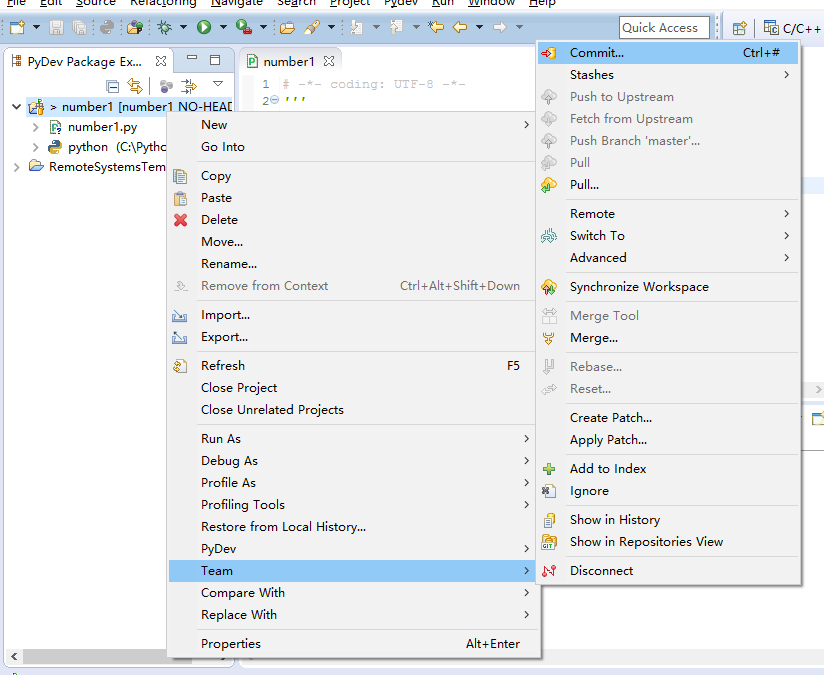 File Edit Source Refactoring Navigate Search Project Pydev Run Window Help
Quick Access
C/C++
PyDev Package Ex...
number1
1 # -*- coding: UTF-8 -*-
2 '''
> number1 [number1 NO-HEAD
number1.py
python (C:\Pytho
RemoteSystemsTem
New
Go Into
Copy
Paste
Delete
Move...
Rename...
Remove from Context Ctrl+Alt+Shift+Down
Import...
Export...
Refresh F5
Close Project
Close Unrelated Projects
Run As
Debug As
Profile As
Profiling Tools
Restore from Local History...
PyDev
Team
Compare With
Replace With
Properties Alt+Enter
Commit... Ctrl+#
Stashes
Push to Upstream
Fetch from Upstream
Push Branch 'master'...
Pull
Pull...
Remote
Switch To
Advanced
Synchronize Workspace
Merge Tool
Merge...
Rebase...
Reset...
Create Patch...
Apply Patch...
Add to Index
Ignore
Show in History
Show in Repositories View
Disconnect